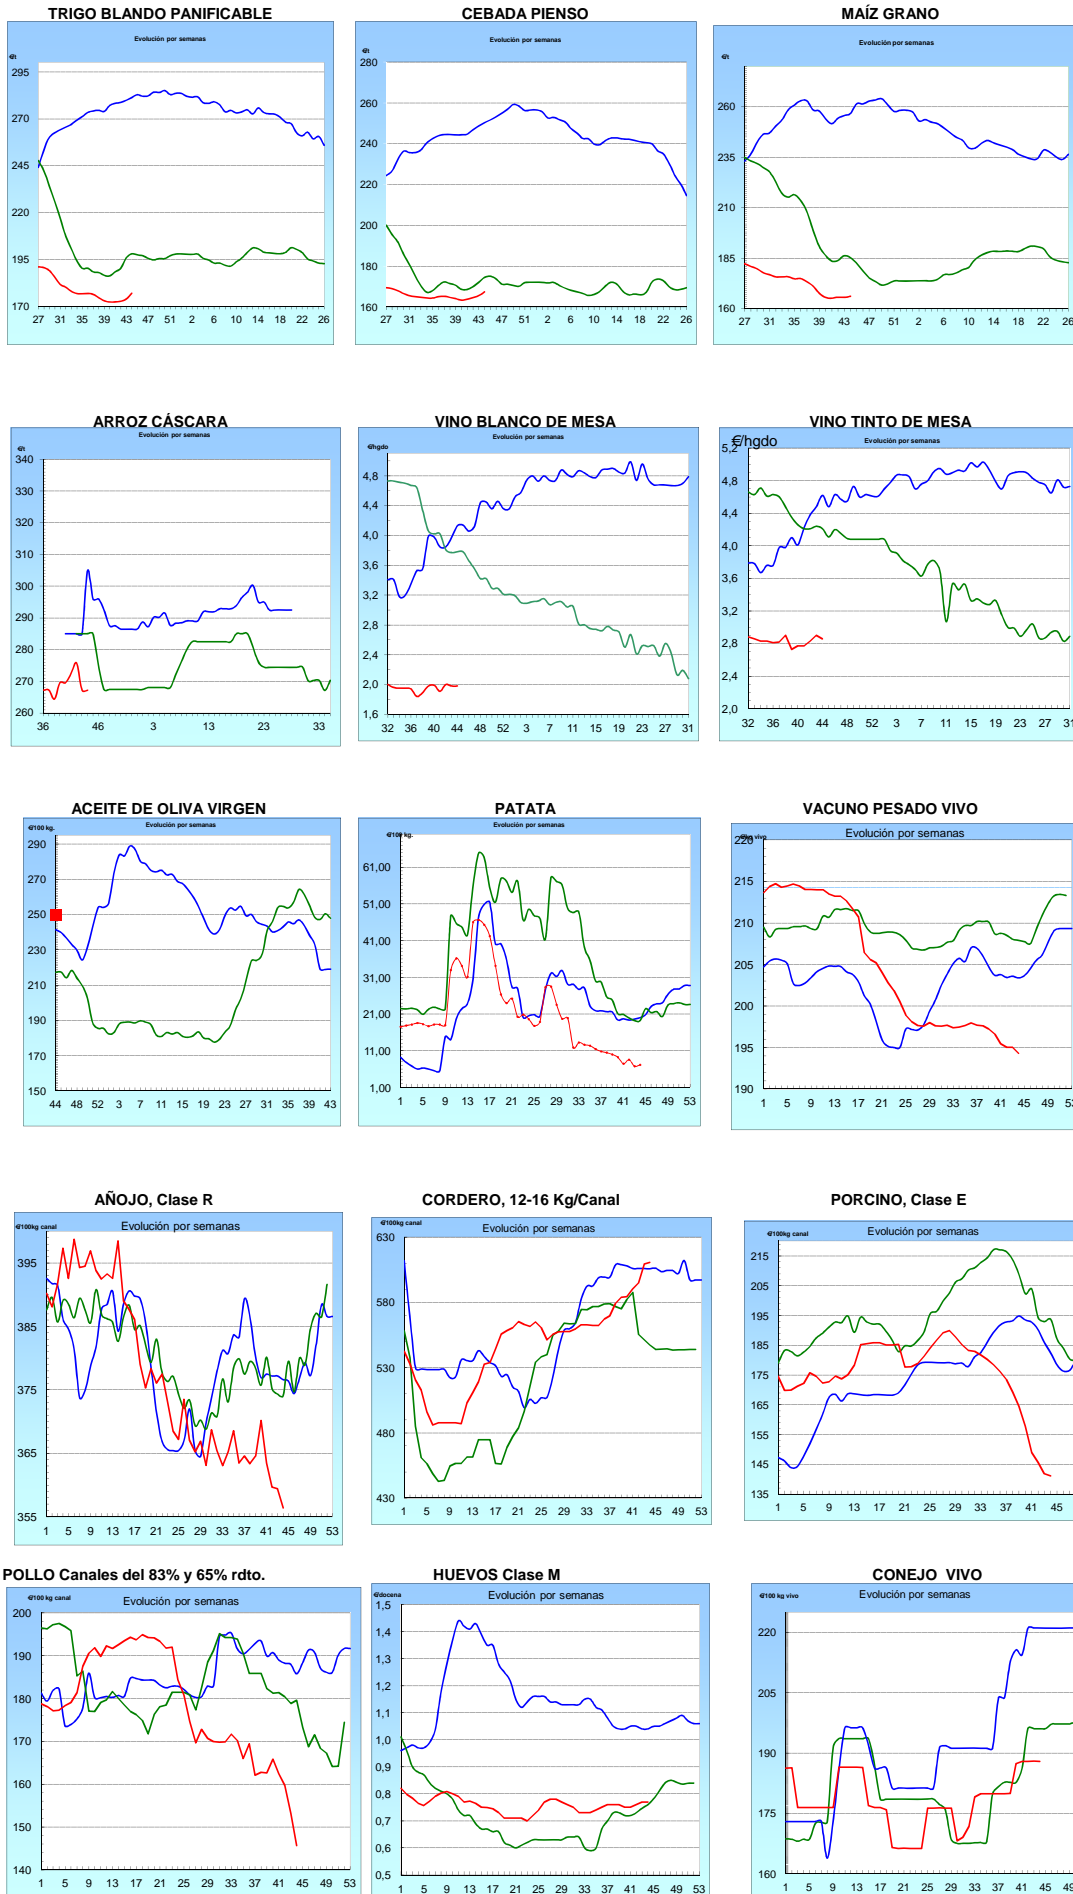 TRIGO BLANDO PANIFICABLE
Evolución por semanas
€/t
295
270
245
220
195
170
27 31 35 39 43 47 51 2 6 10 14 18 22 26
CEBADA PIENSO
Evolución por semanas
€/t
280
260
240
220
200
180
160
27 31 35 39 43 47 51 2 6 10 14 18 22 26
MAÍZ GRANO
Evolución por semanas
€/t
260
235
210
185
160
27 31 35 39 43 47 51 2 6 10 14 18 22 26
ARROZ CÁSCARA
Evolución por semanas
€/t
340
330
320
310
300
290
280
270
260
36 46 3 13 23 33
VINO BLANCO DE MESA
Evolución por semanas
€/hgdo
4,8
4,4
4,0
3,6
3,2
2,8
2,4
2,0
1,6
32 36 40 44 48 52 3 7 11 15 19 23 27 31
VINO TINTO DE MESA
€/hgdo
Evolución por semanas
5,2
4,8
4,4
4,0
3,6
3,2
2,8
2,4
2,0
32 36 40 44 48 52 3 7 11 15 19 23 27 31
ACEITE DE OLIVA VIRGEN
Evolución por semanas
€/100 kg.
290
270
250
230
210
190
170
150
44 48 52 3 7 11 15 19 23 27 31 35 39 43
PATATA
Evolución por semanas
€/100 kg.
61,00
51,00
41,00
31,00
21,00
11,00
1,00
1 5 9 13 17 21 25 29 33 37 41 45 49 53
VACUNO PESADO VIVO
Evolución por semanas
220
215
210
205
200
195
190
1 5 9 13 17 21 25 29 33 37 41 45 49 53
AÑOJO, Clase R
€/100kg canal
Evolución por semanas
395
385
375
365
355
1 5 9 13 17 21 25 29 33 37 41 45 49 53
CORDERO, 12-16 Kg/Canal
€/100kg canal
Evolución por semanas
630
580
530
480
430
1 5 9 13 17 21 25 29 33 37 41 45 49 53
PORCINO, Clase E
€/100kg canal
Evolución por semanas
215
205
195
185
175
165
155
145
135
1 5 9 13 17 21 25 29 33 37 41 45
POLLO Canales del 83% y 65% rdto.
€/100 kg canal
Evolución por semanas
200
190
180
170
160
150
140
1 5 9 13 17 21 25 29 33 37 41 45 49 53
HUEVOS Clase M
€/docena
Evolución por semanas
1,5
1,4
1,3
1,2
1,1
1,0
0,9
0,8
0,7
0,6
0,5
1 5 9 13 17 21 25 29 33 37 41 45 49 53
CONEJO VIVO
€/100 kg vivo
Evolución por semanas
220
205
190
175
160
1 5 9 13 17 21 25 29 33 37 41 45 49